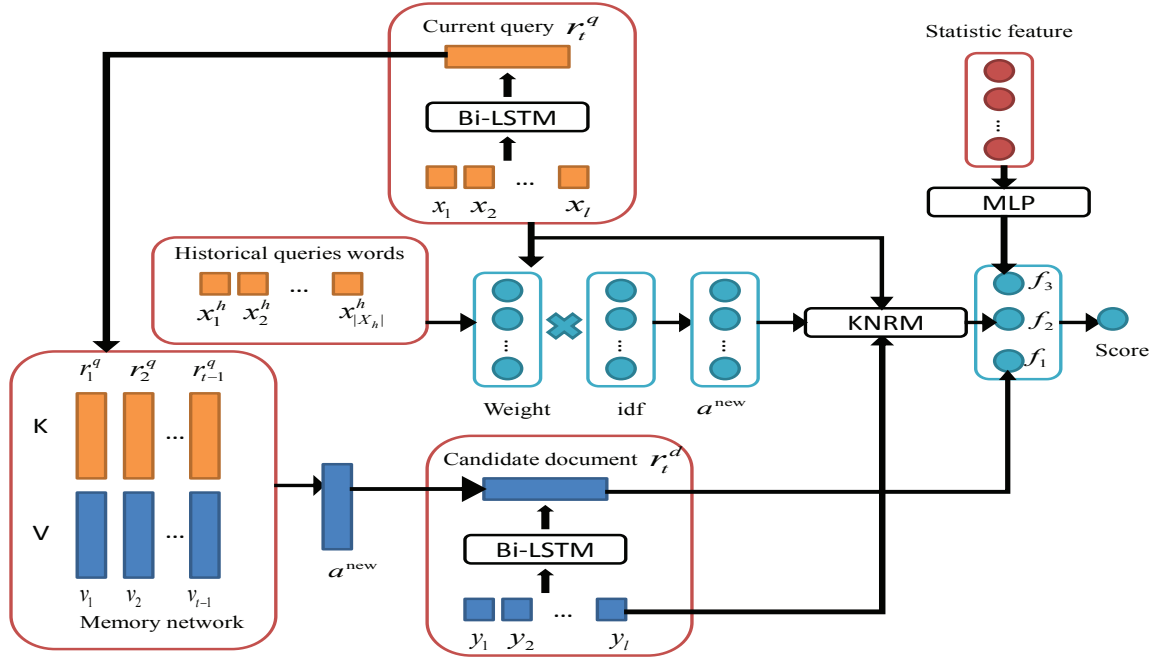 Current query r_t^q
Bi-LSTM
x_1 x_2 ... x_l
Statistic feature
...
MLP
Historical queries words
x_1^h x_2^h ... x_{|X_h|}^h
... ... ...
Weight idf a^new
KNRM
f_3
f_2
f_1
Score
r_1^q r_2^q r_{t-1}^q
K ...
V ...
v_1 v_2 v_{t-1}
Memory network
a^new
Candidate document r_t^d
Bi-LSTM
...
y_1 y_2 y_l